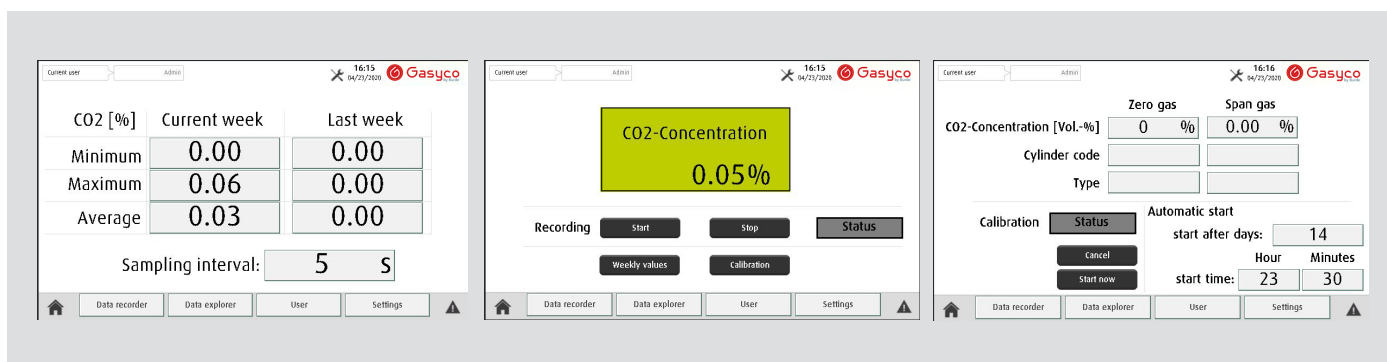 Current user Admin 16:15 04/23/2020 Gasyco
CO2 [%] Current week Last week
Minimum 0.00 0.00
Maximum 0.06 0.00
Average 0.03 0.00
Sampling interval: 5 s
Data recorder Data explorer User Settings
Current user Admin 16:15 04/23/2020 Gasyco
CO2-Concentration
0.05%
Recording Start Stop Status
Weekly values Calibration
Data recorder Data explorer User Settings
Current user Admin 16:16 04/23/2020 Gasyco
Zero gas Span gas
CO2-Concentration [Vol.-%] 0 % 0.00 %
Cylinder code
Type
Calibration Status Automatic start
start after days: 14
Cancel Hour Minutes
Start now start time: 23 30
Data recorder Data explorer User Settings